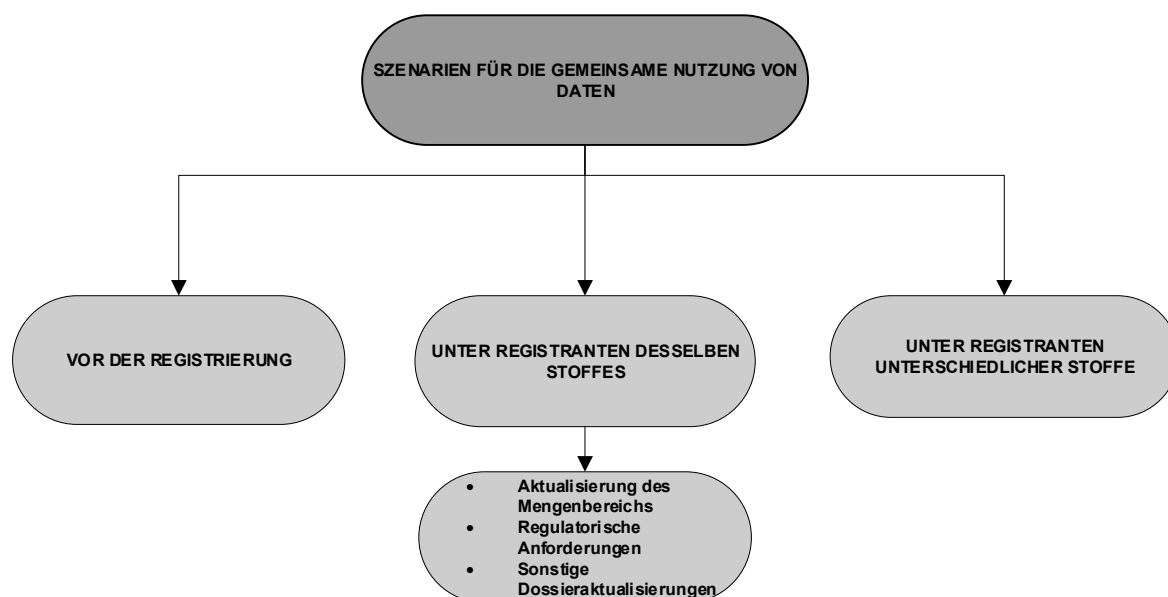 SZENARIEN FÜR DIE GEMEINSAME NUTZUNG VON
DATEN
VOR DER REGISTRIERUNG
UNTER REGISTRANTEN DESSELBEN
STOFFES
UNTER REGISTRANTEN
UNTERSCHIEDLICHER STOFFE
• Aktualisierung des
Mengenbereichs
• Regulatorische
Anforderungen
• Sonstige
Dossieraktualisierungen